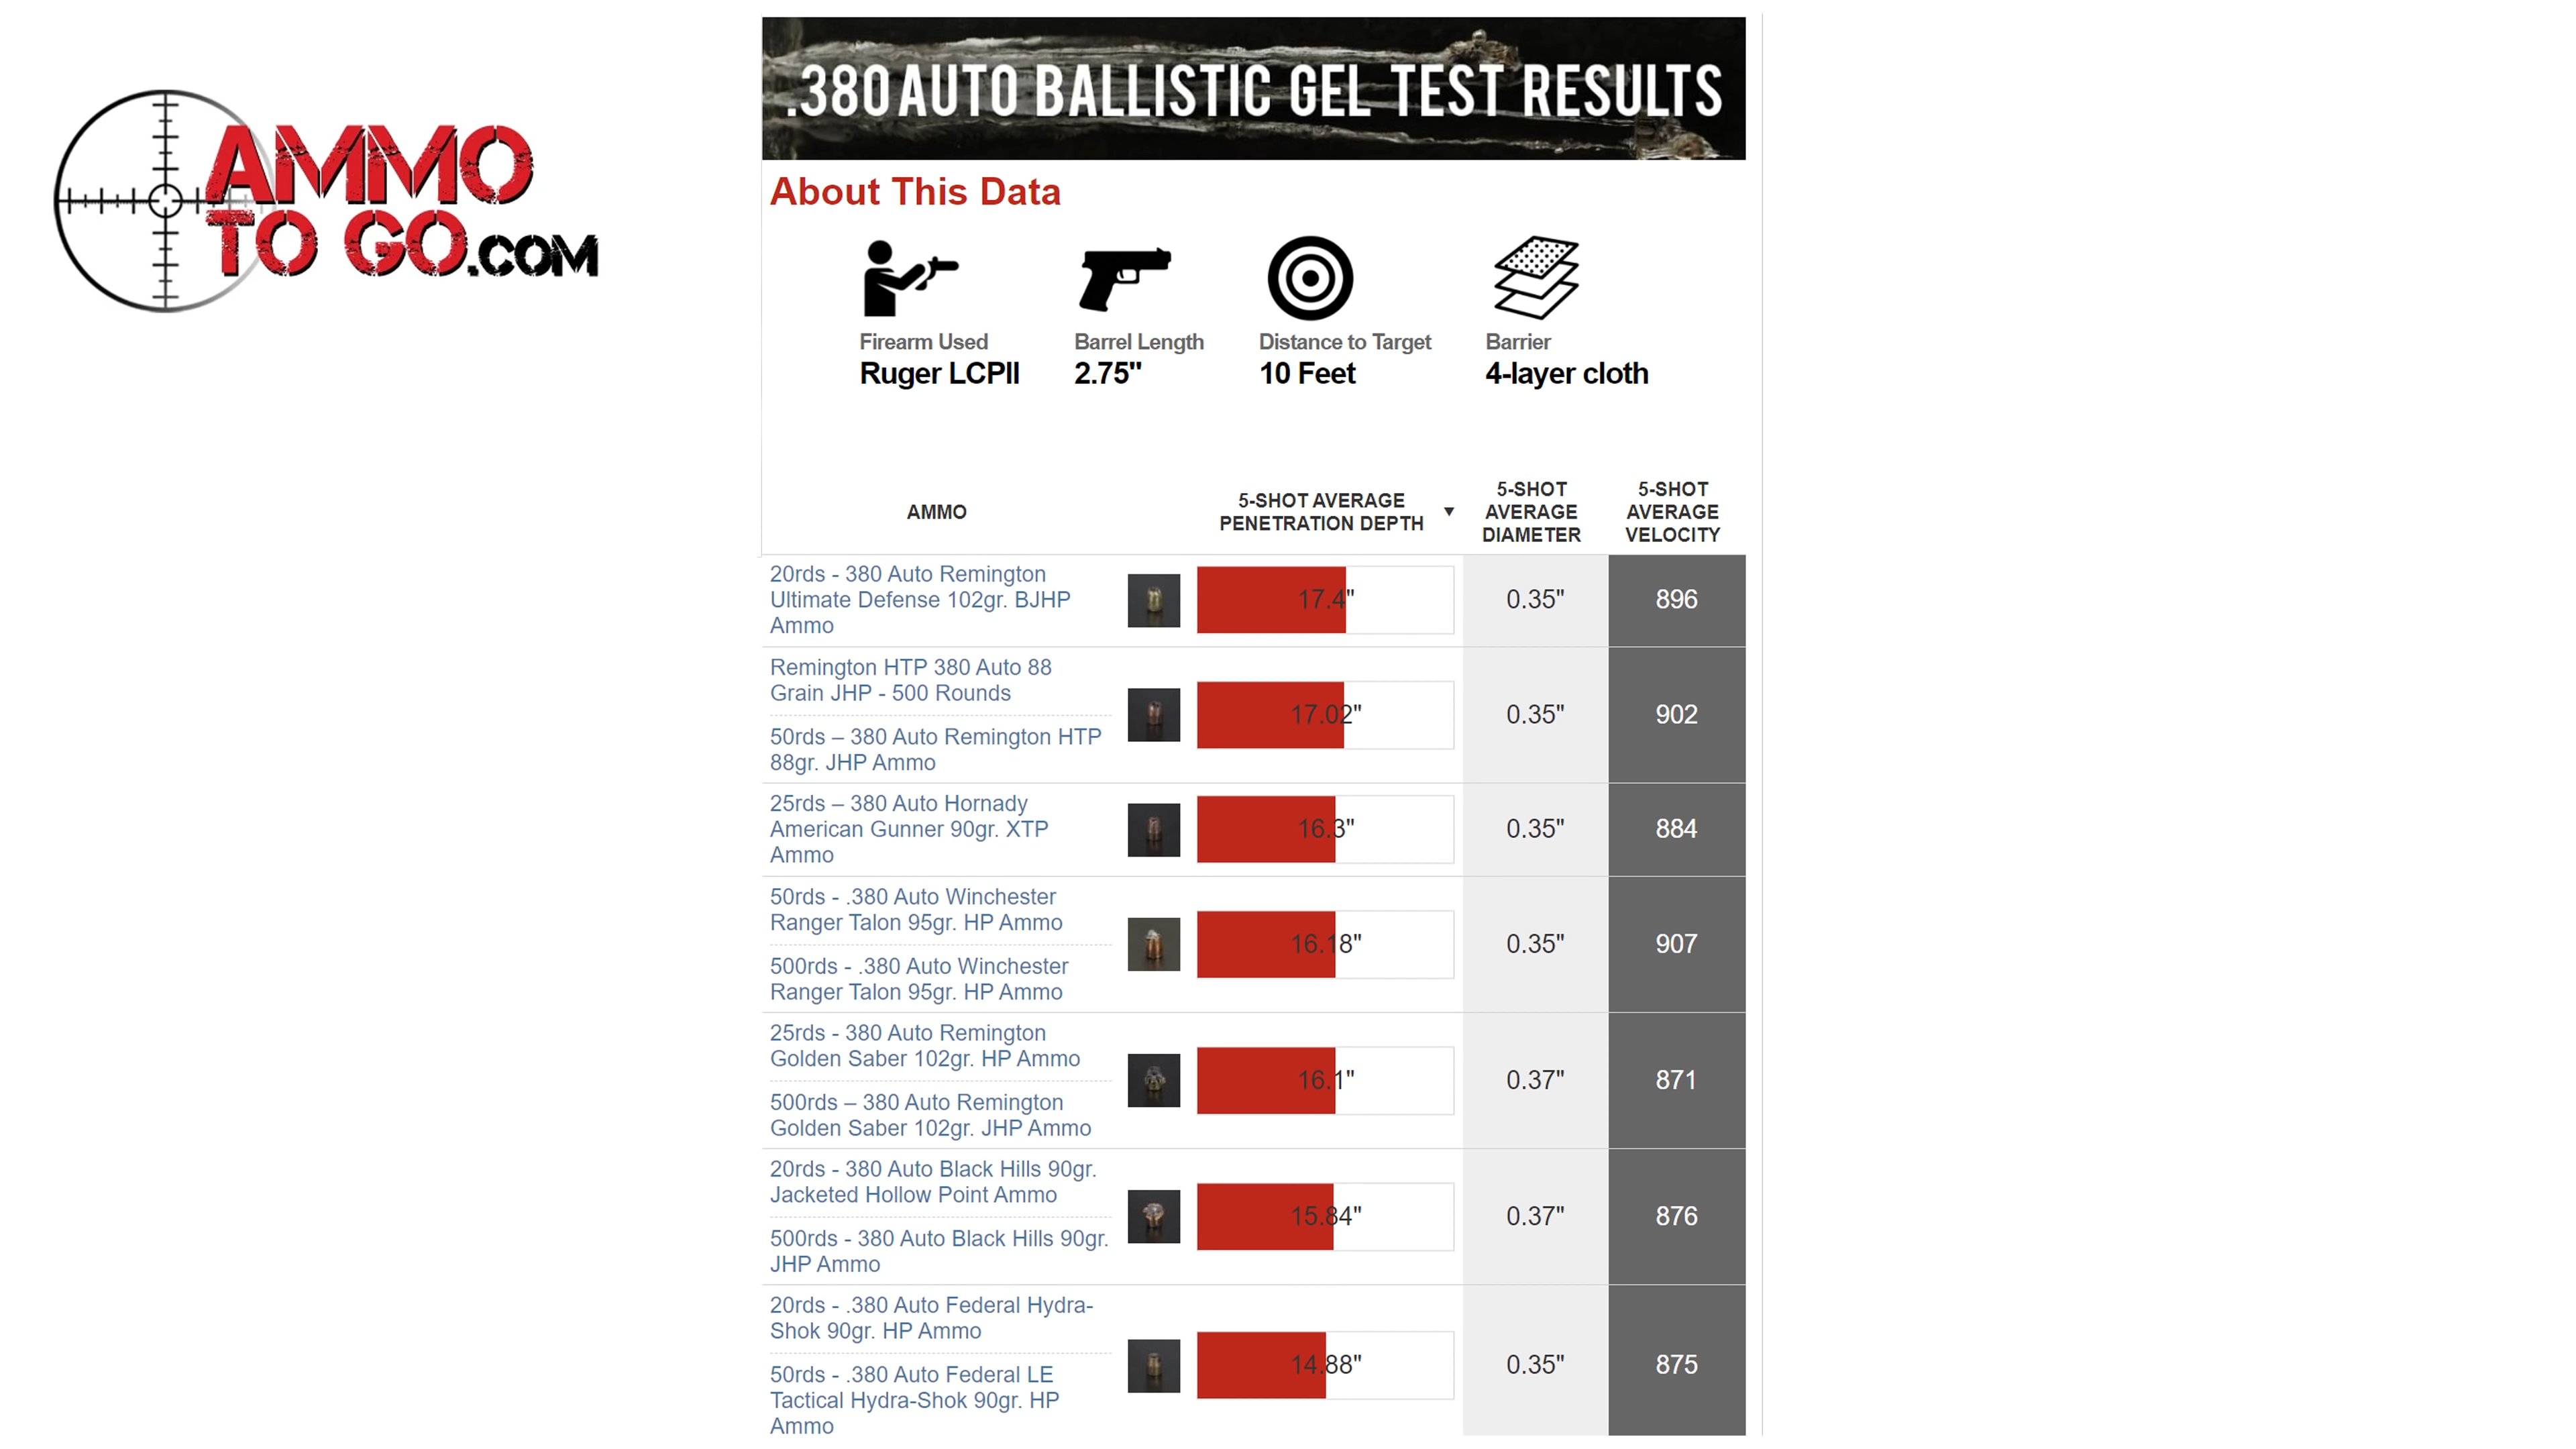 AMMO
TO GO.COM
.380 AUTO BALLISTIC GEL TEST RESULTS
About This Data
Firearm Used
Ruger LCPII
Barrel Length
2.75"
Distance to Target
10 Feet
Barrier
4-layer cloth
AMMO
5-SHOT AVERAGE
PENETRATION DEPTH ▼
5-SHOT
AVERAGE
DIAMETER
5-SHOT
AVERAGE
VELOCITY
20rds - 380 Auto Remington
Ultimate Defense 102gr. BJHP
Ammo
17.4"
0.35"
896
Remington HTP 380 Auto 88
Grain JHP - 500 Rounds
50rds – 380 Auto Remington HTP
88gr. JHP Ammo
17.02"
0.35"
902
25rds – 380 Auto Hornady
American Gunner 90gr. XTP
Ammo
16.3"
0.35"
884
50rds - .380 Auto Winchester
Ranger Talon 95gr. HP Ammo
500rds - .380 Auto Winchester
Ranger Talon 95gr. HP Ammo
16.18"
0.35"
907
25rds - 380 Auto Remington
Golden Saber 102gr. HP Ammo
500rds – 380 Auto Remington
Golden Saber 102gr. JHP Ammo
16.1"
0.37"
871
20rds - 380 Auto Black Hills 90gr.
Jacketed Hollow Point Ammo
500rds - 380 Auto Black Hills 90gr.
JHP Ammo
15.84"
0.37"
876
20rds - .380 Auto Federal Hydra-
Shok 90gr. HP Ammo
50rds - .380 Auto Federal LE
Tactical Hydra-Shok 90gr. HP
Ammo
14.88"
0.35"
875